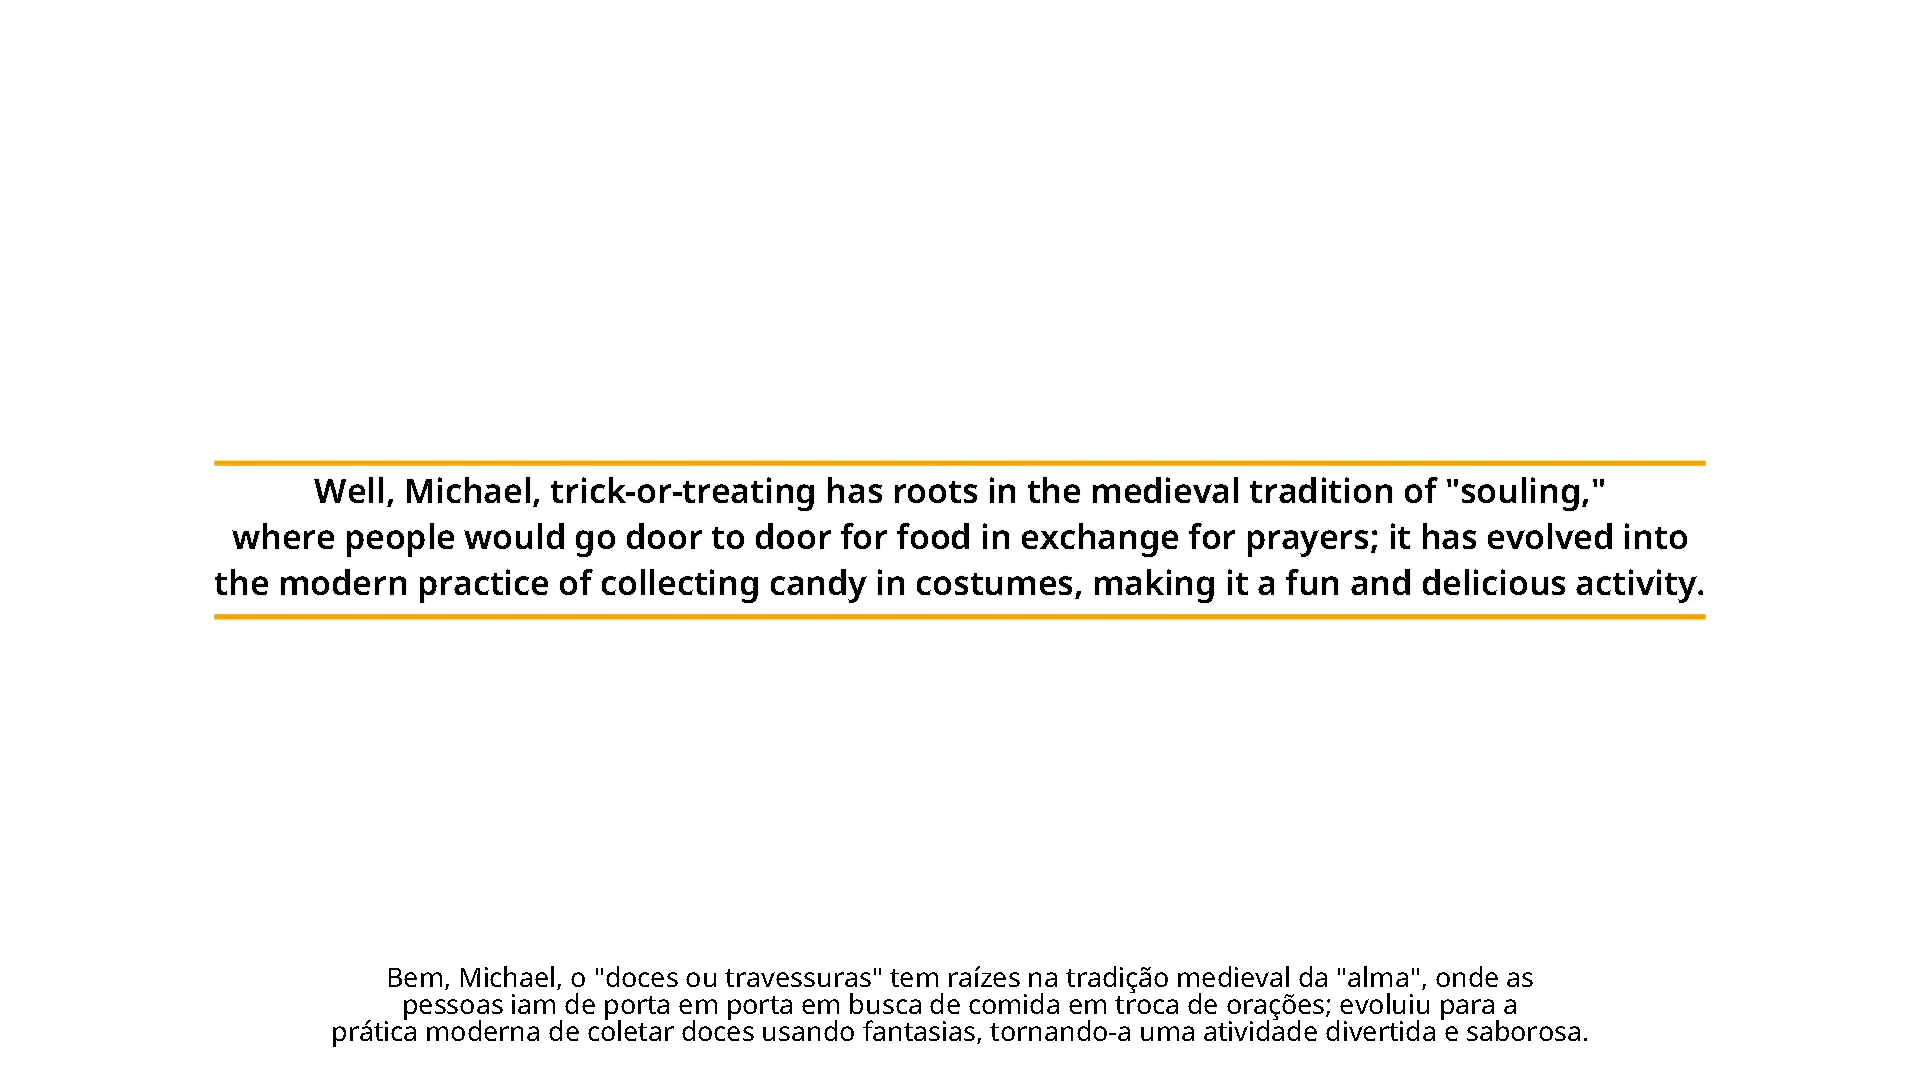 Well, Michael, trick-or-treating has roots in the medieval tradition of "souling,"
where people would go door to door for food in exchange for prayers; it has evolved into
the modern practice of collecting candy in costumes, making it a fun and delicious activity.
Bem, Michael, o "doces ou travessuras" tem raízes na tradição medieval da "alma", onde as
pessoas iam de porta em porta em busca de comida em troca de orações; evoluiu para a
prática moderna de coletar doces usando fantasias, tornando-a uma atividade divertida e saborosa.